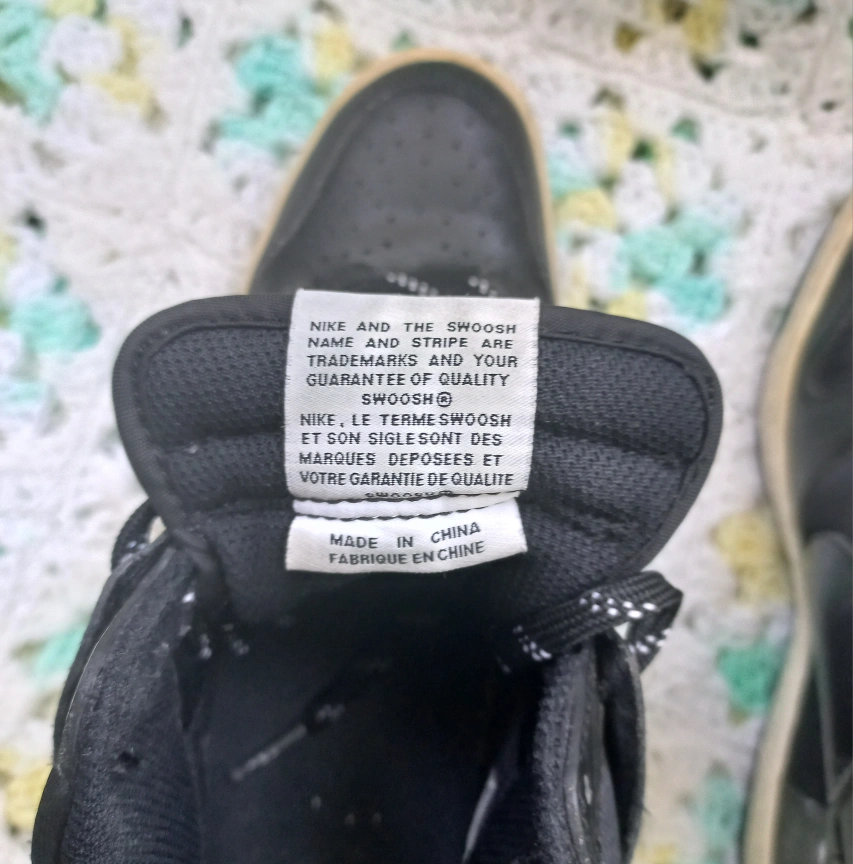 NIKE AND THE SWOOSH
NAME AND STRIPE ARE
TRADEMARKS AND YOUR
GUARANTEE OF QUALITY
SWOOSH®
NIKE, LE TERME SWOOSH
ET SON SIGLE SONT DES
MARQUES DEPOSEES ET
VOTRE GARANTIE DE QUALITE
SWOOSH®
MADE IN CHINA
FABRIQUE EN CHINE